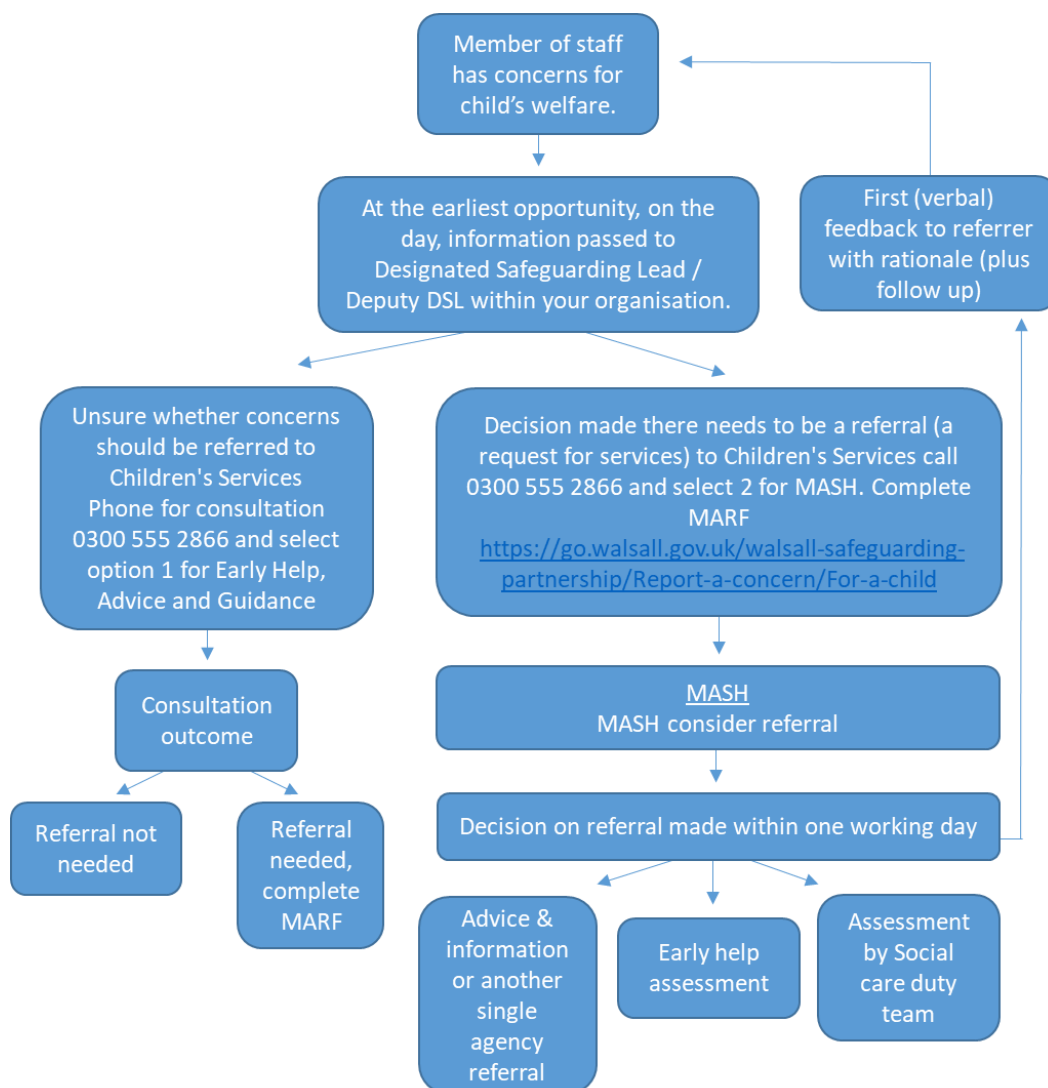 Member of staff
has concerns for
child's welfare.
At the earliest opportunity, on the
day, information passed to
Designated Safeguarding Lead /
Deputy DSL within your organisation.
First (verbal)
feedback to referrer
with rationale (plus
follow up)
Unsure whether concerns
should be referred to
Children's Services
Phone for consultation
0300 555 2866 and select
option 1 for Early Help,
Advice and Guidance
Decision made there needs to be a referral (a
request for services) to Children's Services call
0300 555 2866 and select 2 for MASH. Complete
MARF
https://go.walsall.gov.uk/walsall-safeguarding-
partnership/Report-a-concern/For-a-child
Consultation
outcome
MASH
MASH consider referral
Referral not
needed
Referral
needed,
complete
MARF
Decision on referral made within one working day
Advice &
information
or another
single
agency
referral
Early help
assessment
Assessment
by Social
care duty
team